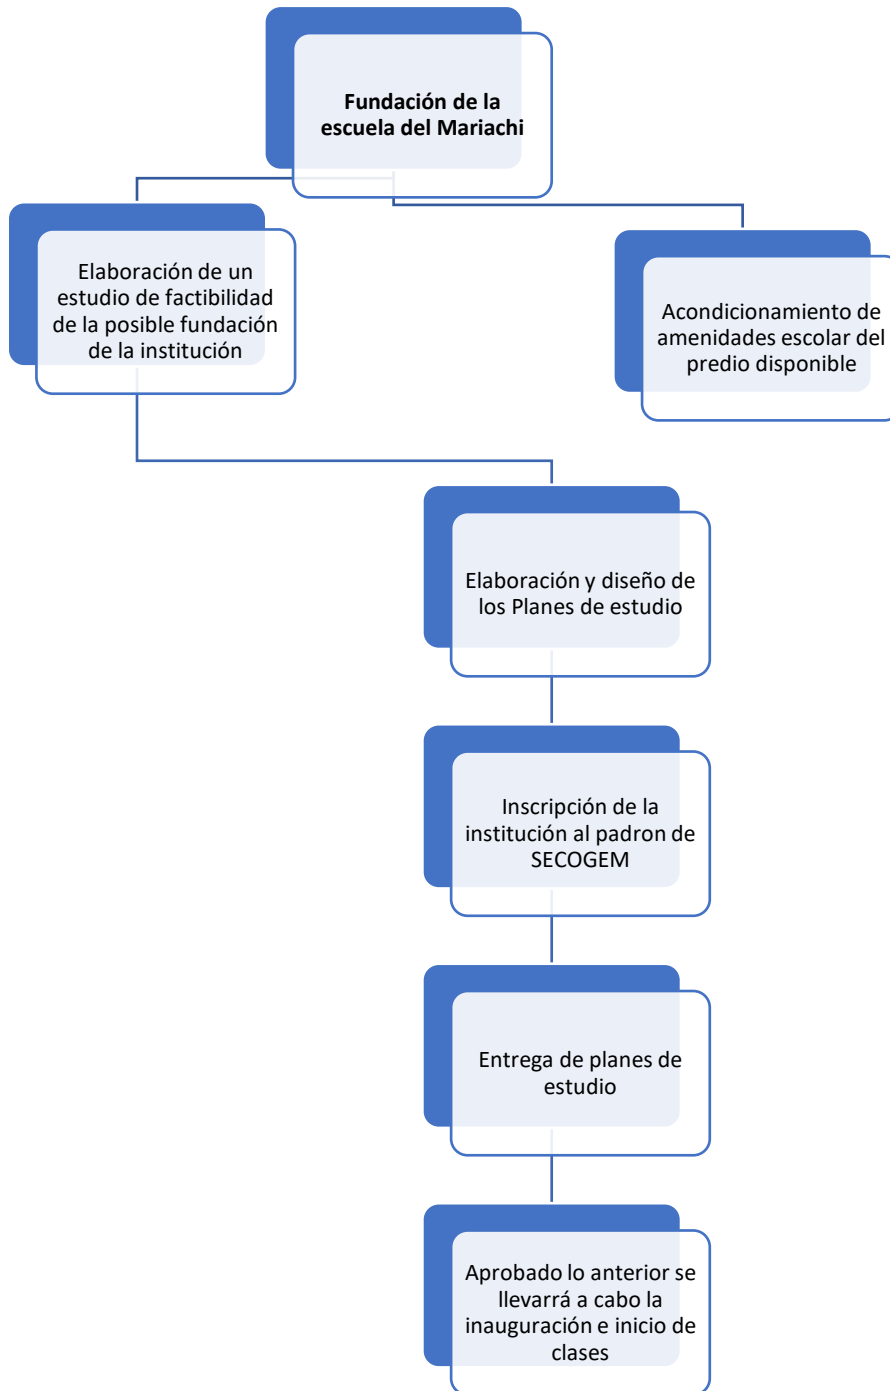 Fundación de la
escuela del Mariachi
Elaboración de un
estudio de factibilidad
de la posible fundación
de la institución
Acondicionamiento de
amenidades escolar del
predio disponible
Elaboración y diseño de
los Planes de estudio
Inscripción de la
institución al padron de
SECOGEM
Entrega de planes de
estudio
Aprobado lo anterior se
llevarrá a cabo la
inauguración e inicio de
clases